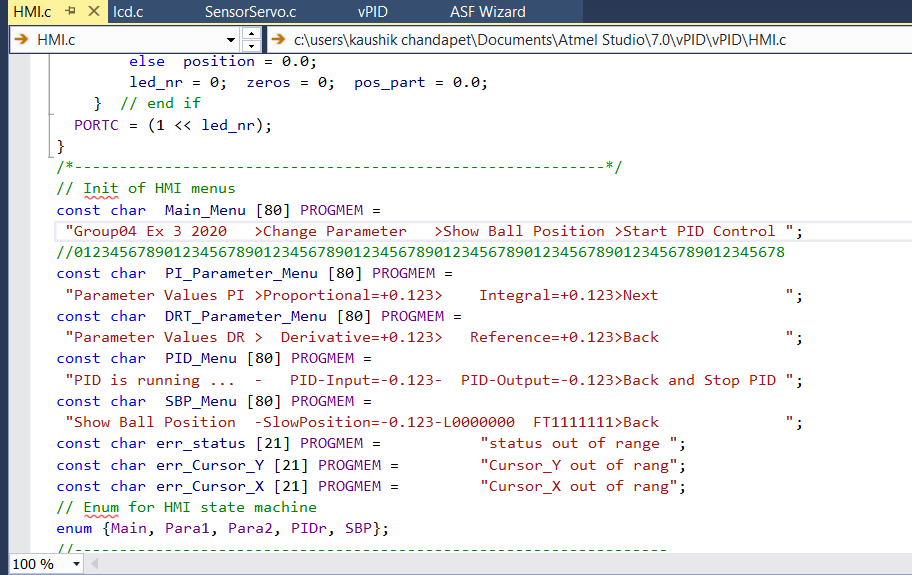 HMI.c lcd.c SensorServo.c vPID ASF Wizard
HMI.c c:\users\kaushik chandapet\Documents\Atmel Studio\7.0\vPID\vPID\HMI.c
else  position = 0.0;
led_nr = 0;  zeros = 0;  pos_part = 0.0;
}  // end if
PORTC = (1 << led_nr);
}
/*-----------------------------------------------------------*/
// Init of HMI menus
const char  Main_Menu [80] PROGMEM =
"Group04 Ex 3 2020   >Change Parameter   >Show Ball Position >Start PID Control ";
//0123456789012345678901234567890123456789012345678901234567890123456789012345678
const char  PI_Parameter_Menu [80] PROGMEM =
"Parameter Values PI >Proportional=+0.123>    Integral=+0.123>Next              ";
const char  DRT_Parameter_Menu [80] PROGMEM =
"Parameter Values DR >  Derivative=+0.123>   Reference=+0.123>Back              ";
const char  PID_Menu [80] PROGMEM =
"PID is running ...  -   PID-Input=-0.123-  PID-Output=-0.123>Back and Stop PID ";
const char  SBP_Menu [80] PROGMEM =
"Show Ball Position  -SlowPosition=-0.123-L0000000  FT1111111>Back              ";
const char err_status [21] PROGMEM =           "status out of range ";
const char err_Cursor_Y [21] PROGMEM =         "Cursor_Y out of rang";
const char err_Cursor_X [21] PROGMEM =         "Cursor_X out of rang";
// Enum for HMI state machine
enum {Main, Para1, Para2, PIDr, SBP};
//------------------------------------------------------------------
100 %